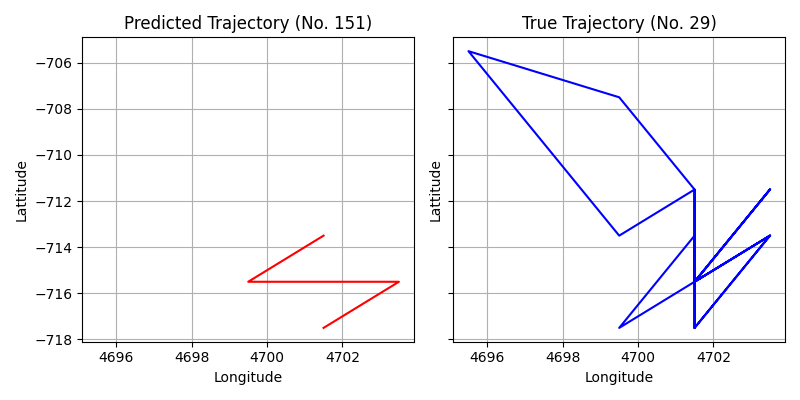 Predicted Trajectory (No. 151)
True Trajectory (No. 29)
−706
−708
−710
−712
−714
−716
−718
Lattitude
Lattitude
4696 4698 4700 4702
4696 4698 4700 4702
Longitude
Longitude